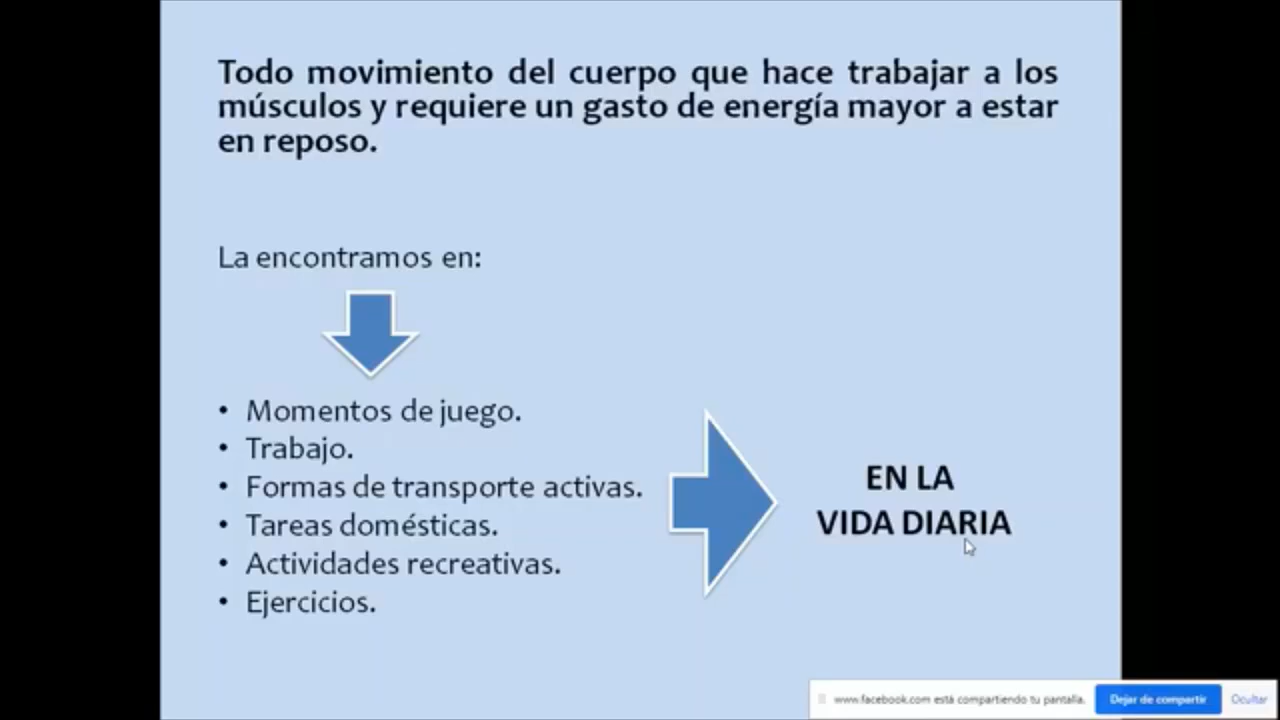 Todo movimiento del cuerpo que hace trabajar a los
músculos y requiere un gasto de energía mayor a estar
en reposo.
La encontramos en:
• Momentos de juego.
• Trabajo.
• Formas de transporte activas.
• Tareas domésticas.
• Actividades recreativas.
• Ejercicios.
EN LA
VIDA DIARIA
www.facebook.com está compartiendo tu pantalla.
Dejar de compartir
Ocultar